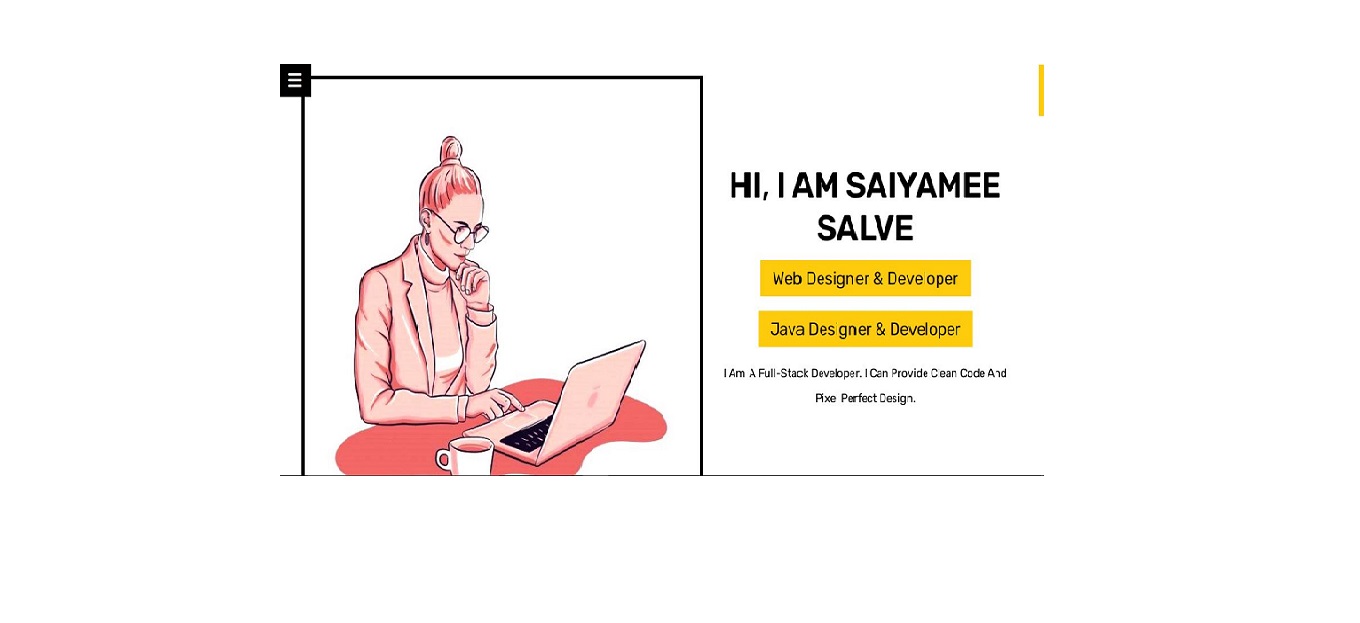 HI, I AM SAIYAMEE
SALVE
Web Designer & Developer
Java Designer & Developer
I Am A Full-Stack Developer. I Can Provide Clean Code And
Pixel Perfect Design.